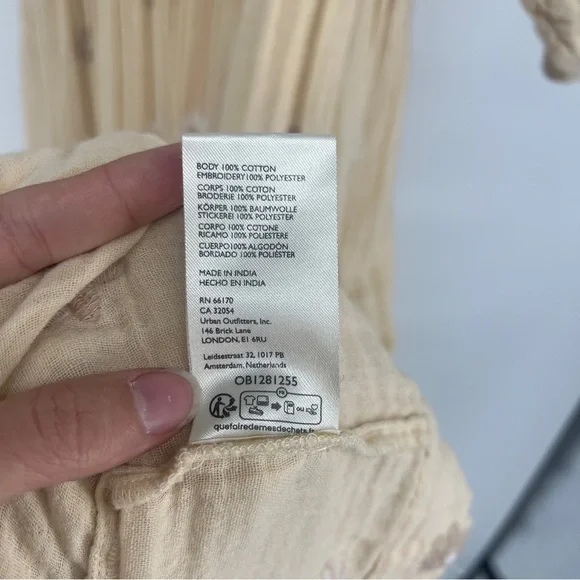 BODY 100% COTTON
EMBROIDERY100% POLYESTER
CORPS 100% COTON
BRODERIE 100% POLYESTER
KÖRPER 100% BAUMWOLLE
STICKEREI 100% POLYESTER
CORPO 100% COTONE
RICAMO 100% POLIESTERE
CUERPO100% ALGODÓN
BORDADO 100% POLIÉSTER
MADE IN INDIA
HECHO EN INDIA
RN 66170
CA 32054
Urban Outfitters, Inc.
146 Brick Lane
LONDON, E1 6RU
Leidsestraat 32, 1017 PB
Amsterdam, Netherlands
OB1281255
FR
ou
quefairedemesdechets.fr